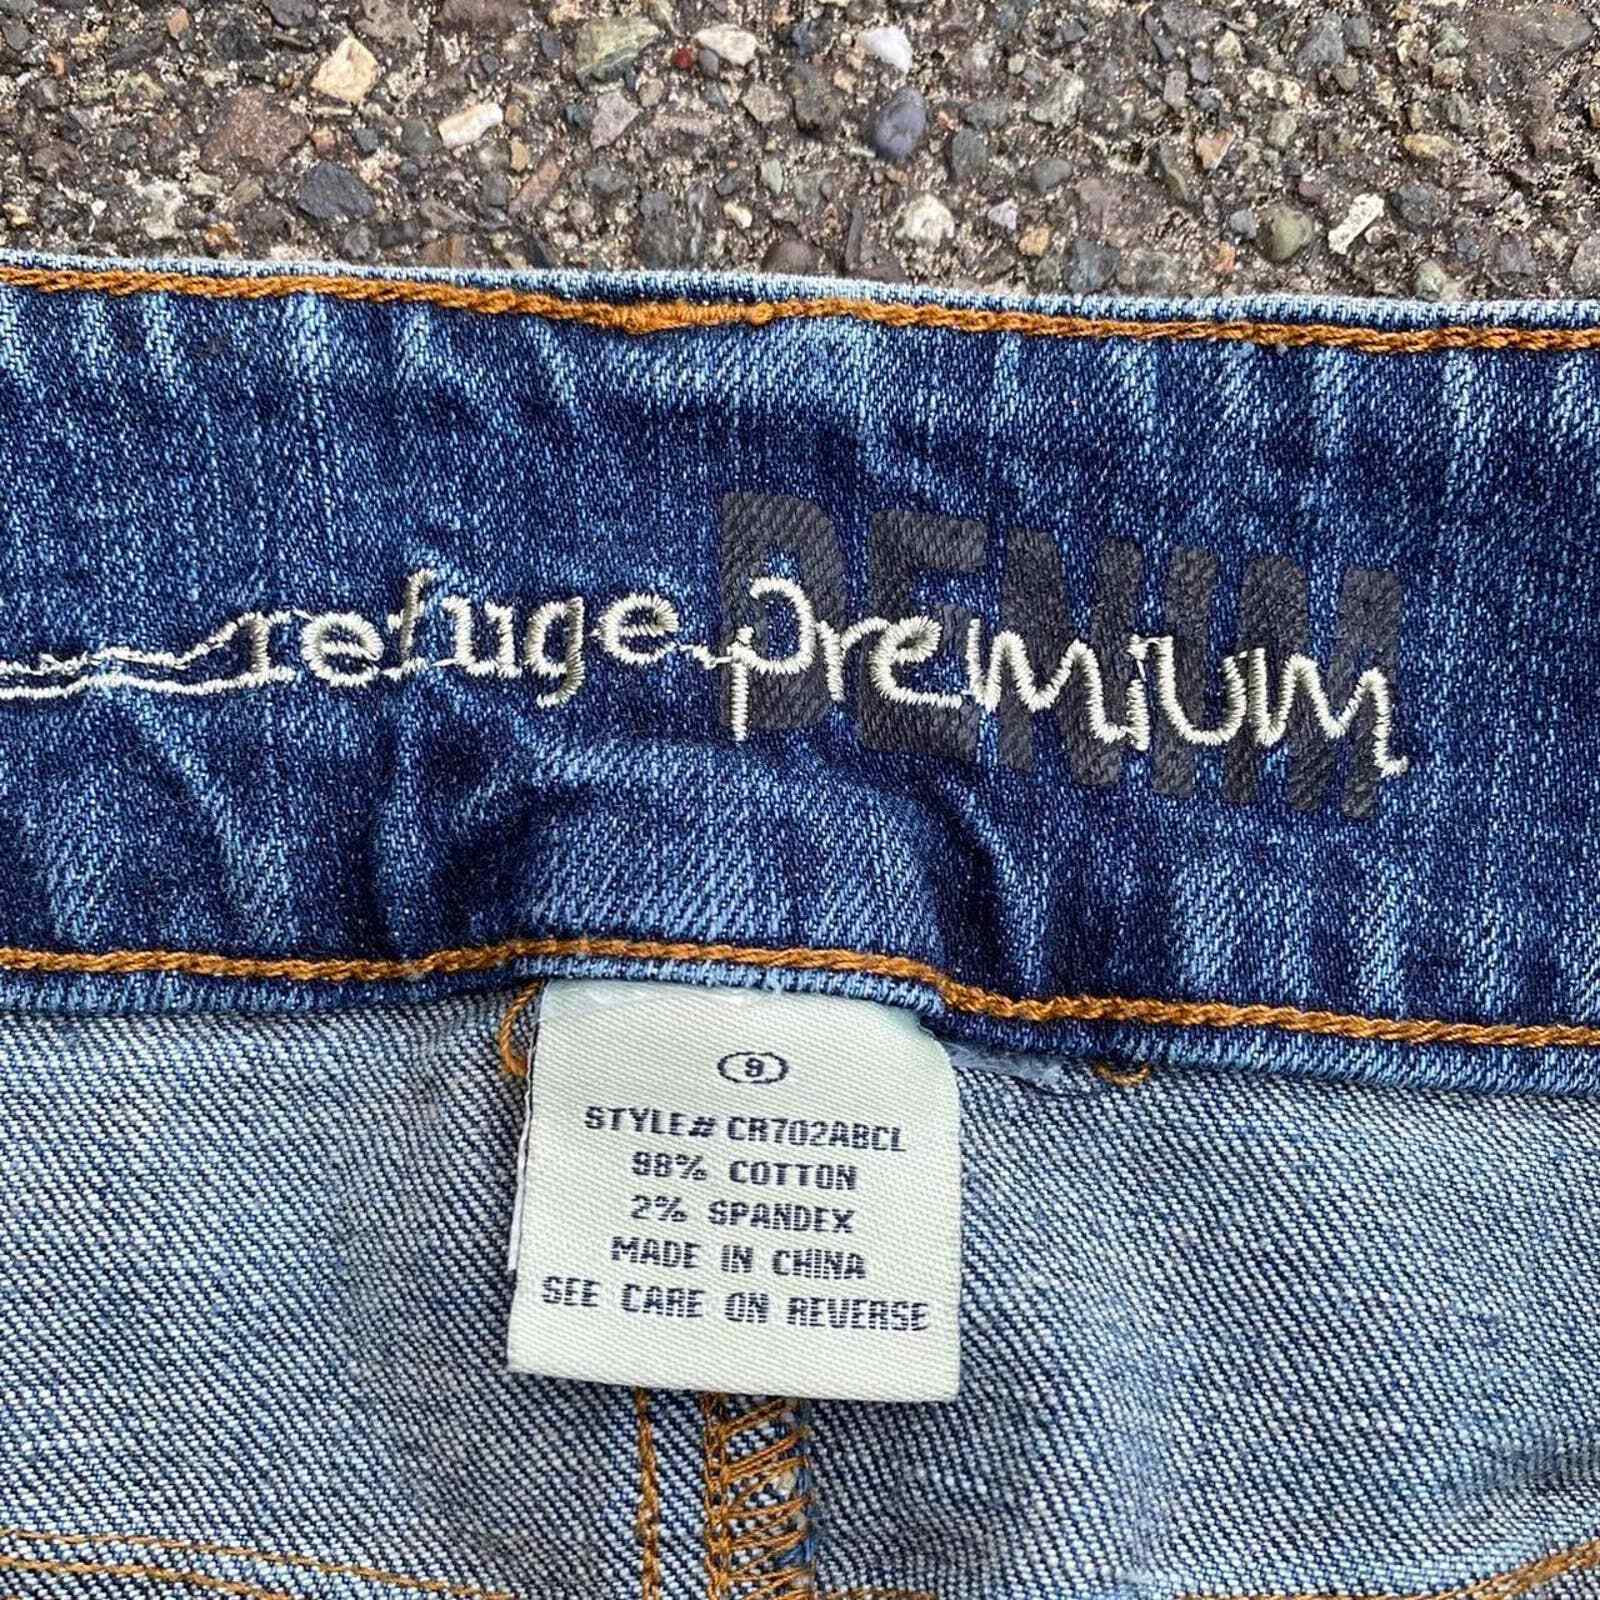 DENIM
refuge premium
9
STYLE# CR702ABCL
98% COTTON
2% SPANDEX
MADE IN CHINA
SEE CARE ON REVERSE